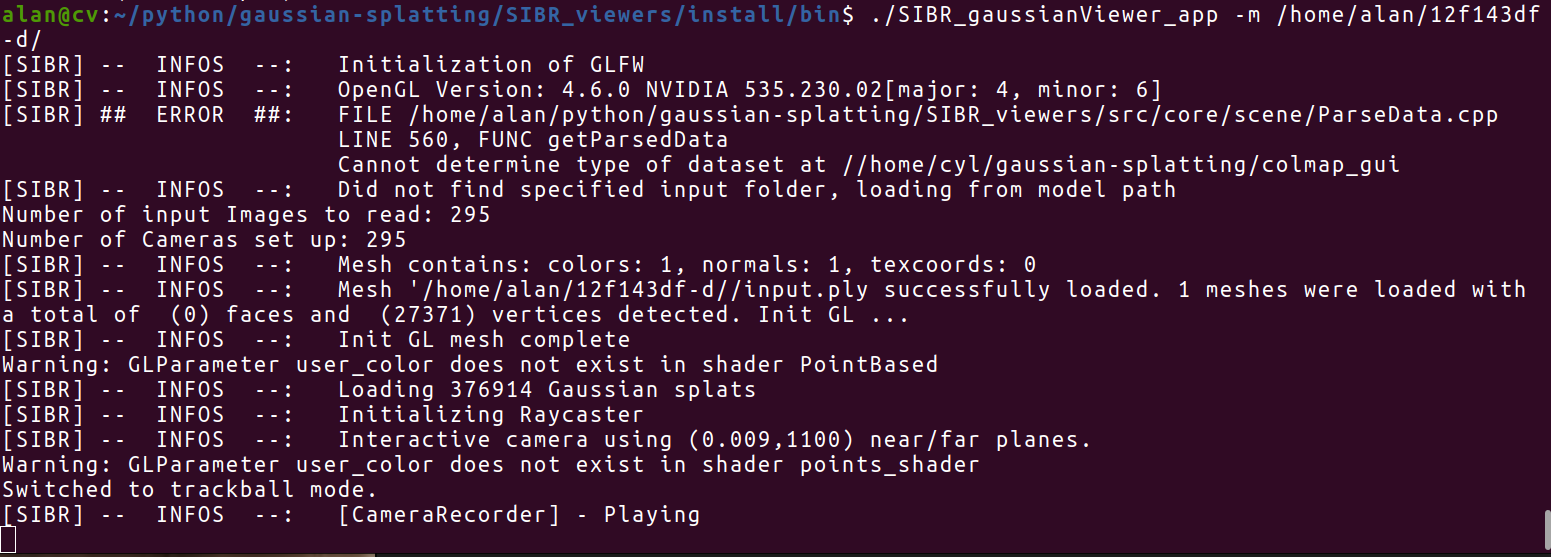 alan@cv:~/python/gaussian-splatting/SIBR_viewers/install/bin$ ./SIBR_gaussianViewer_app -m /home/alan/12f143df
-d/
[SIBR] --  INFOS  --:   Initialization of GLFW
[SIBR] --  INFOS  --:   OpenGL Version: 4.6.0 NVIDIA 535.230.02[major: 4, minor: 6]
[SIBR] ##  ERROR  ##:   FILE /home/alan/python/gaussian-splatting/SIBR_viewers/src/core/scene/ParseData.cpp
                        LINE 560, FUNC getParsedData
                        Cannot determine type of dataset at //home/cyl/gaussian-splatting/colmap_gui
[SIBR] --  INFOS  --:   Did not find specified input folder, loading from model path
Number of input Images to read: 295
Number of Cameras set up: 295
[SIBR] --  INFOS  --:   Mesh contains: colors: 1, normals: 1, texcoords: 0
[SIBR] --  INFOS  --:   Mesh '/home/alan/12f143df-d//input.ply successfully loaded. 1 meshes were loaded with
a total of  (0) faces and  (27371) vertices detected. Init GL ...
[SIBR] --  INFOS  --:   Init GL mesh complete
Warning: GLParameter user_color does not exist in shader PointBased
[SIBR] --  INFOS  --:   Loading 376914 Gaussian splats
[SIBR] --  INFOS  --:   Initializing Raycaster
[SIBR] --  INFOS  --:   Interactive camera using (0.009,1100) near/far planes.
Warning: GLParameter user_color does not exist in shader points_shader
Switched to trackball mode.
[SIBR] --  INFOS  --:   [CameraRecorder] - Playing